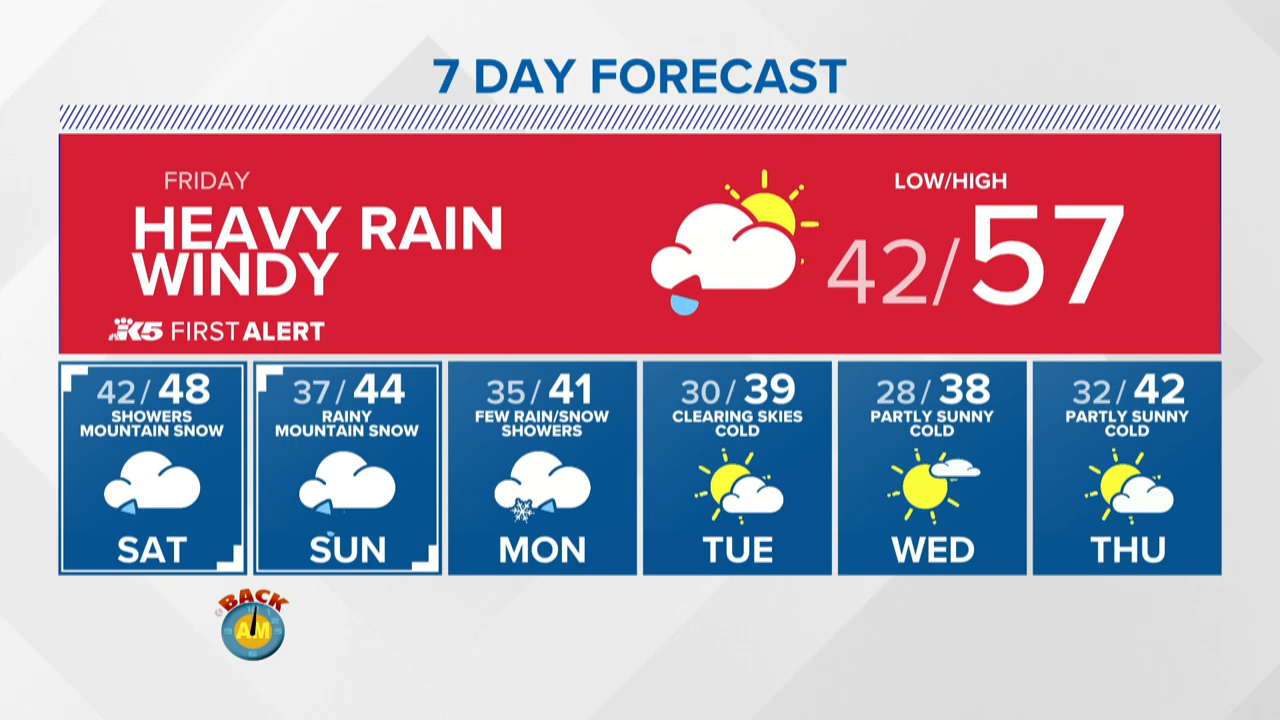 7 DAY FORECAST
FRIDAY
HEAVY RAIN
WINDY
K5 FIRST ALERT
LOW/HIGH
42/57
42/48
SHOWERS
MOUNTAIN SNOW
SAT
37/44
RAINY
MOUNTAIN SNOW
SUN
35/41
FEW RAIN/SNOW
SHOWERS
MON
30/39
CLEARING SKIES
COLD
TUE
28/38
PARTLY SUNNY
COLD
WED
32/42
PARTLY SUNNY
COLD
THU
BACK
AM